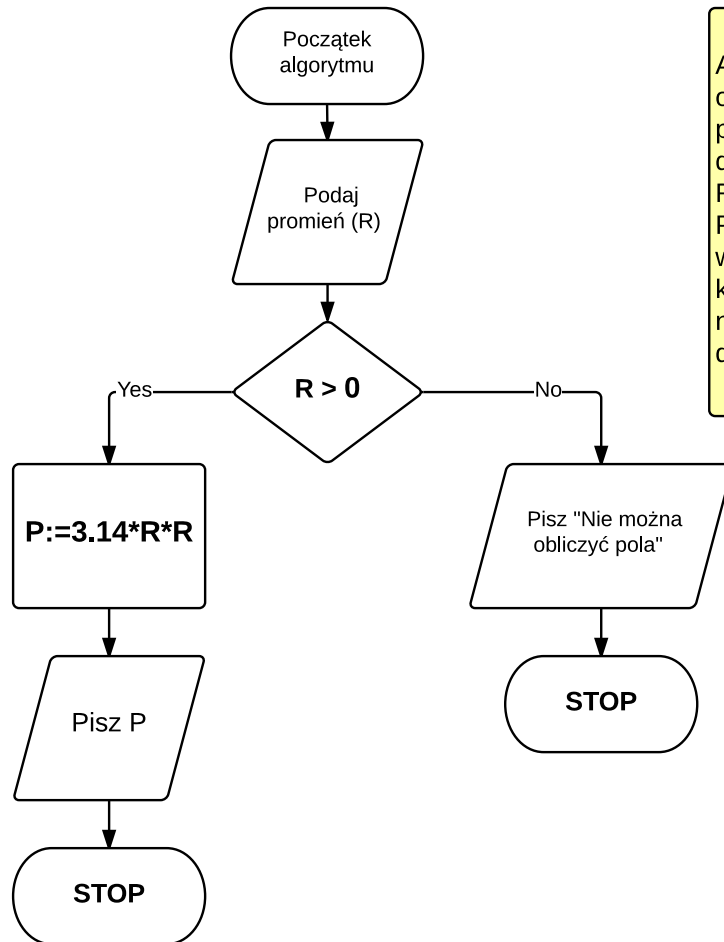 Początek
algorytmu
Podaj
promień (R)
R > 0
Yes
No
P:=3.14*R*R
Pisz "Nie można
obliczyć pola"
Pisz P
STOP
STOP